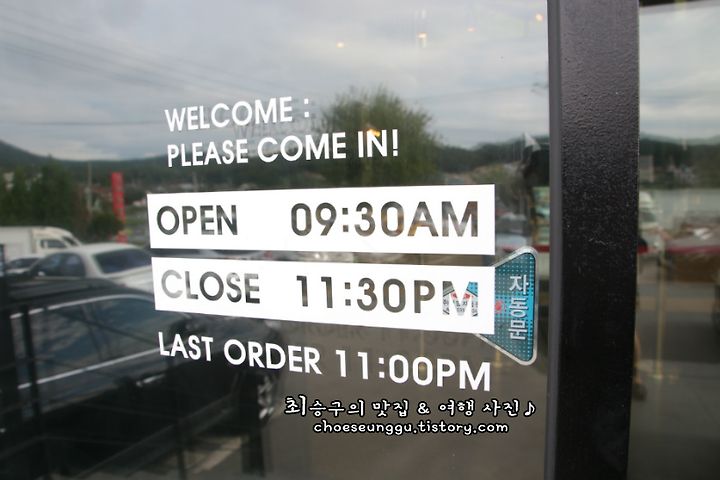 WELCOME :
PLEASE COME IN!
OPEN 09:30AM
CLOSE 11:30PM
자동문
LAST ORDER 11:00PM
최승구의 맛집 & 여행 사진♪
choeseunggu.tistory.com